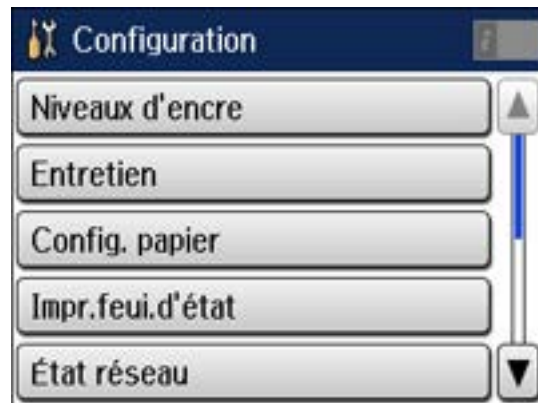 Configuration
Niveaux d'encre
Entretien
Config. papier
Impr.feui.d'état
État réseau